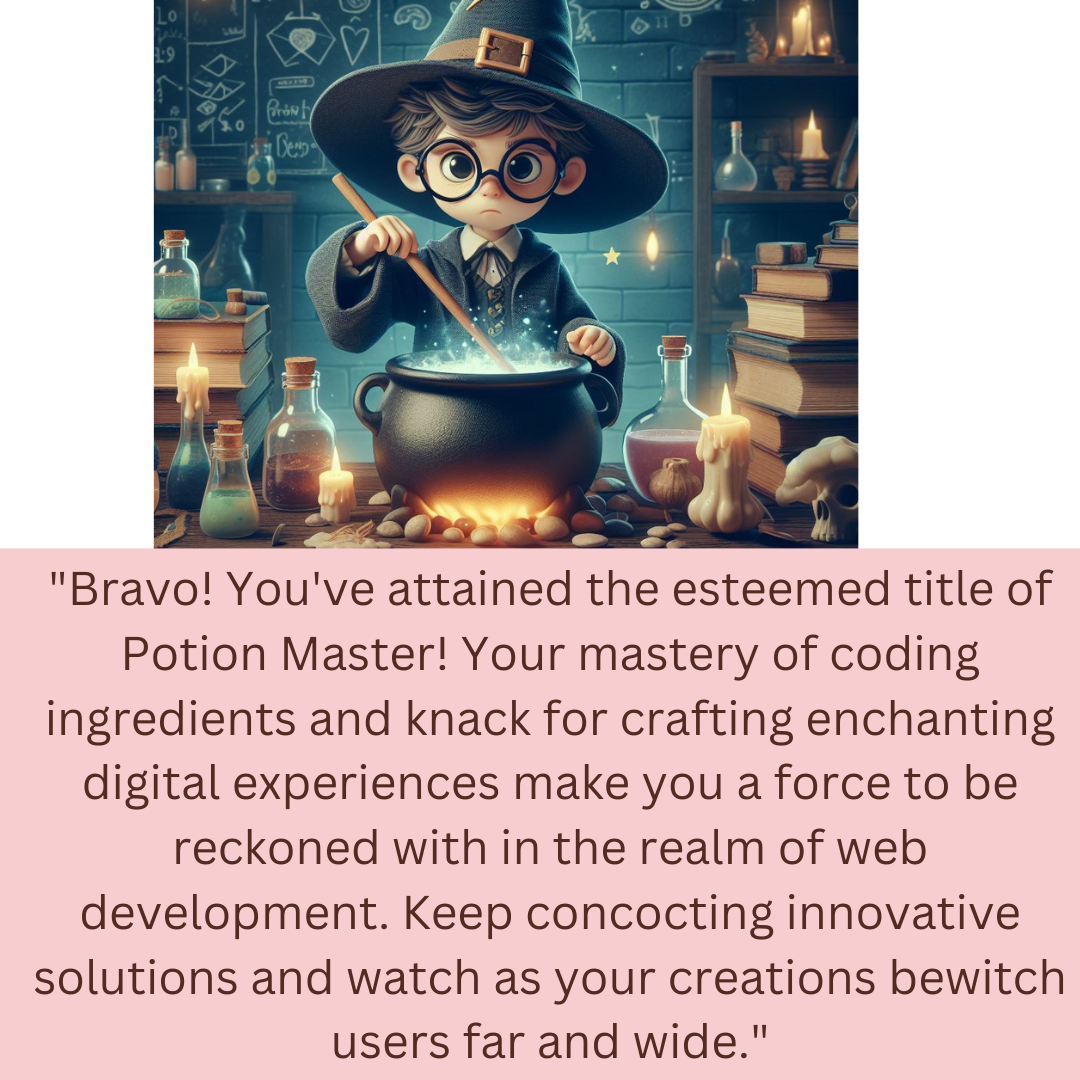 "Bravo! You've attained the esteemed title of
Potion Master! Your mastery of coding
ingredients and knack for crafting enchanting
digital experiences make you a force to be
reckoned with in the realm of web
development. Keep concocting innovative
solutions and watch as your creations bewitch
users far and wide."